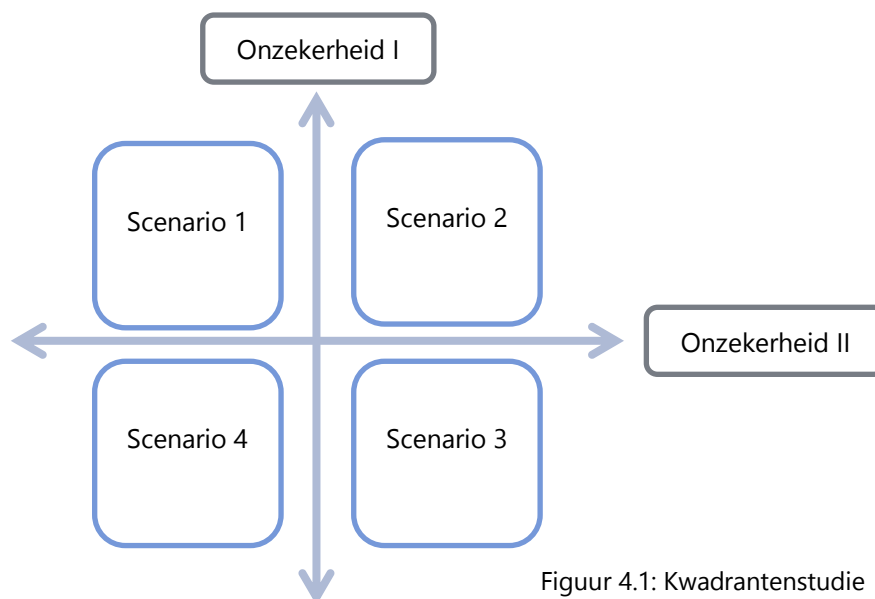 Onzekerheid I
Scenario 1
Scenario 2
Onzekerheid II
Scenario 4
Scenario 3
Figuur 4.1: Kwadrantenstudie